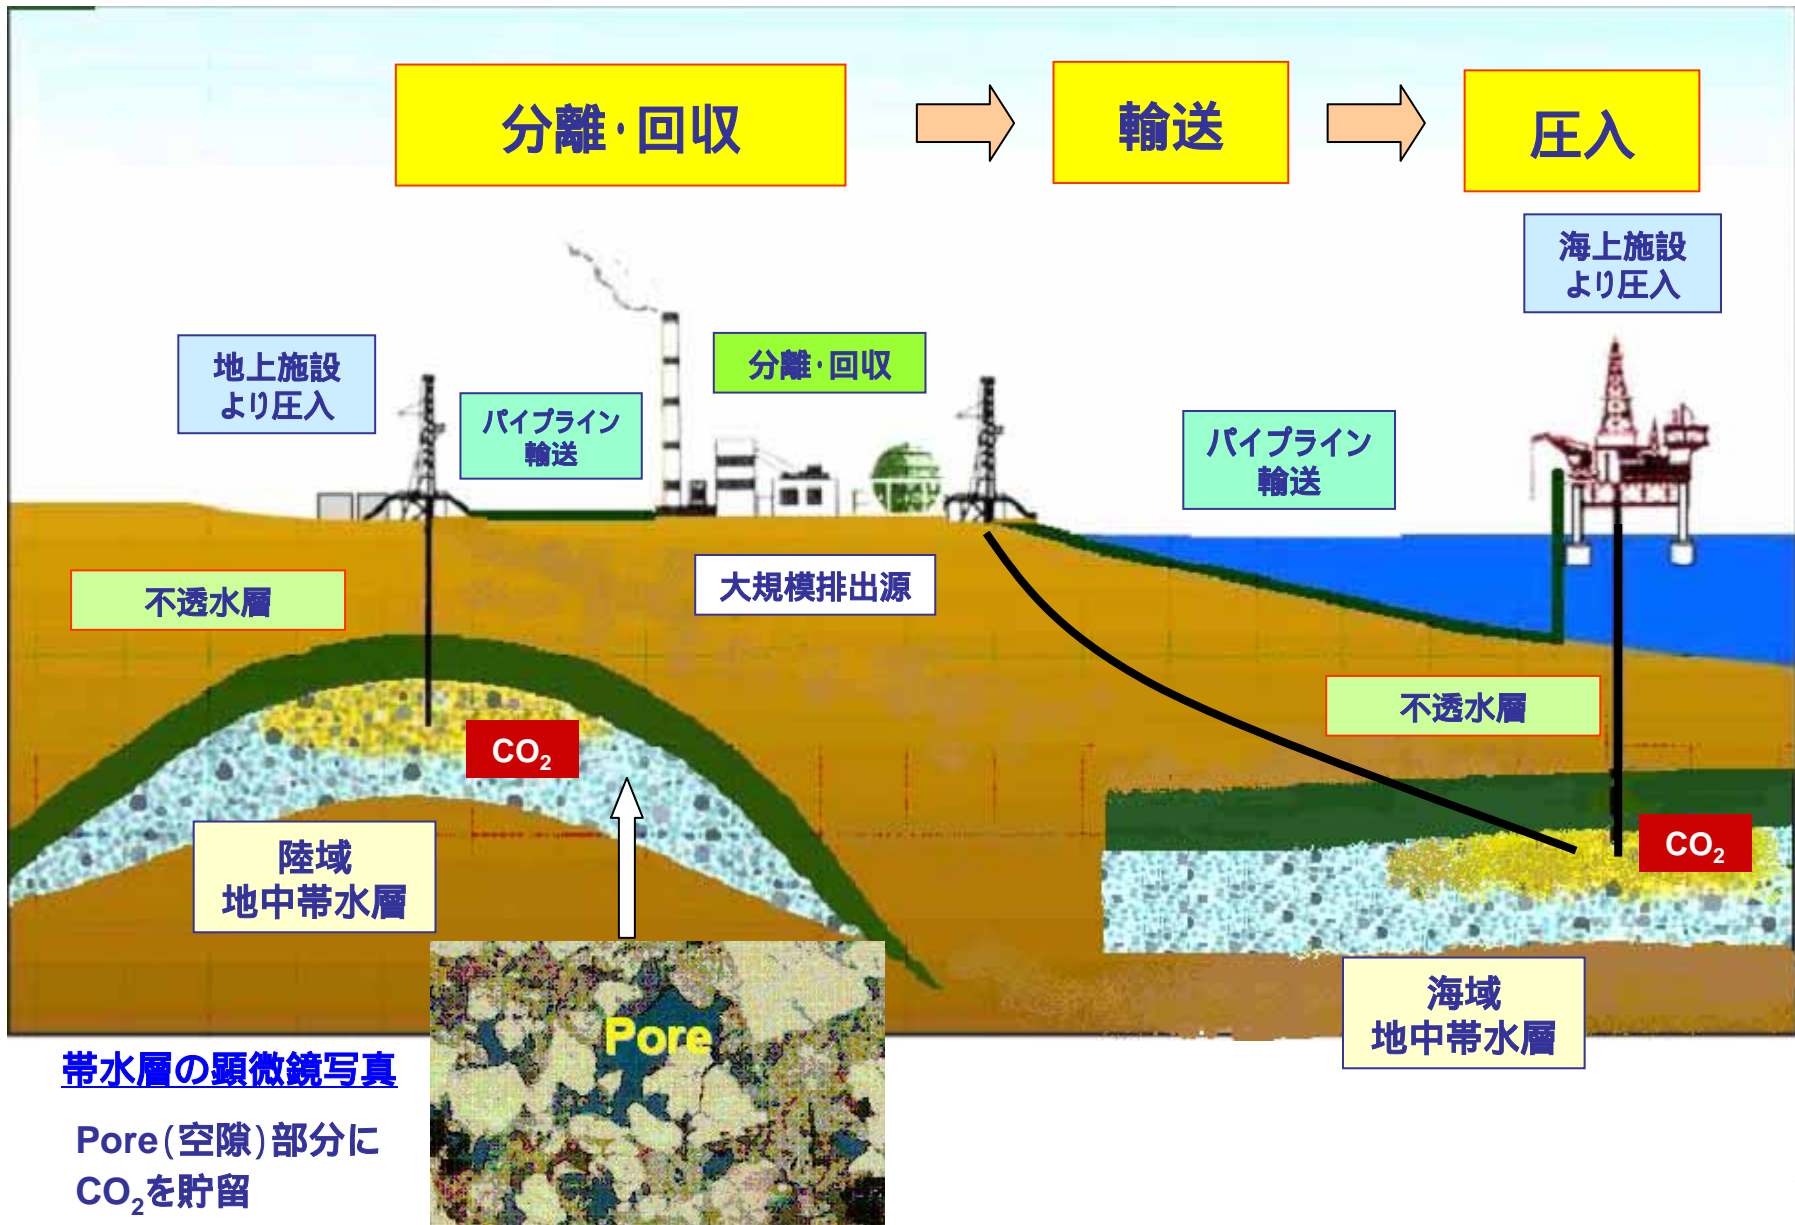 分離・回収
輸送
圧入
海上施設
より圧入
地上施設
より圧入
パイプライン
輸送
分離・回収
パイプライン
輸送
大規模排出源
不透水層
不透水層
CO₂
CO₂
陸域
地中帯水層
海域
地中帯水層
Pore
帯水層の顕微鏡写真
Pore(空隙)部分に
CO₂を貯留